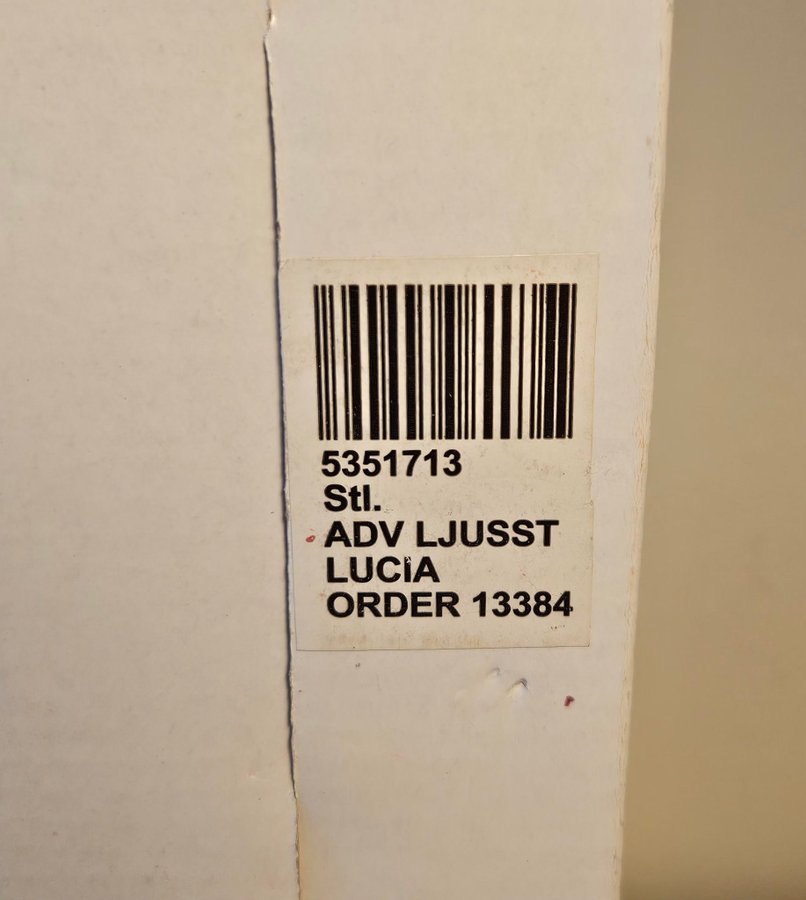 5351713
Stl.
ADV LJUSST
LUCIA
ORDER 13384